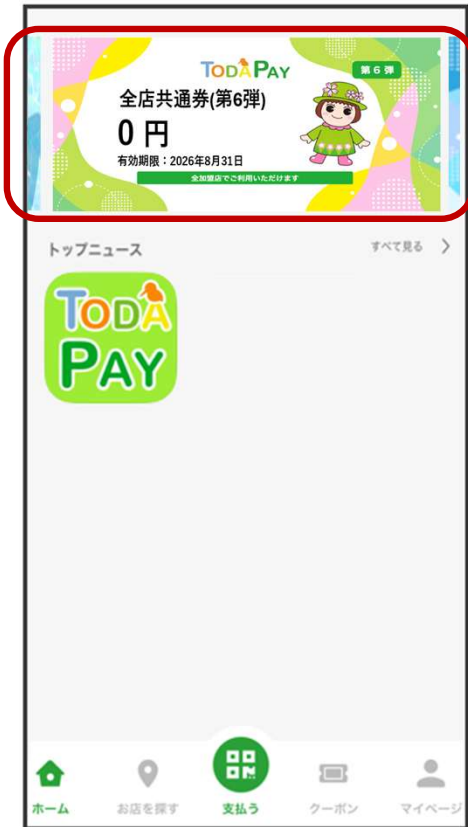 TODAPAY
第6弾
全店共通券(第6弾)
0 円
有効期限：2026年8月31日
全加盟店でご利用いただけます
トップニュース
すべて見る
TODA
PAY
ホーム
お店を探す
支払う
クーポン
マイページ